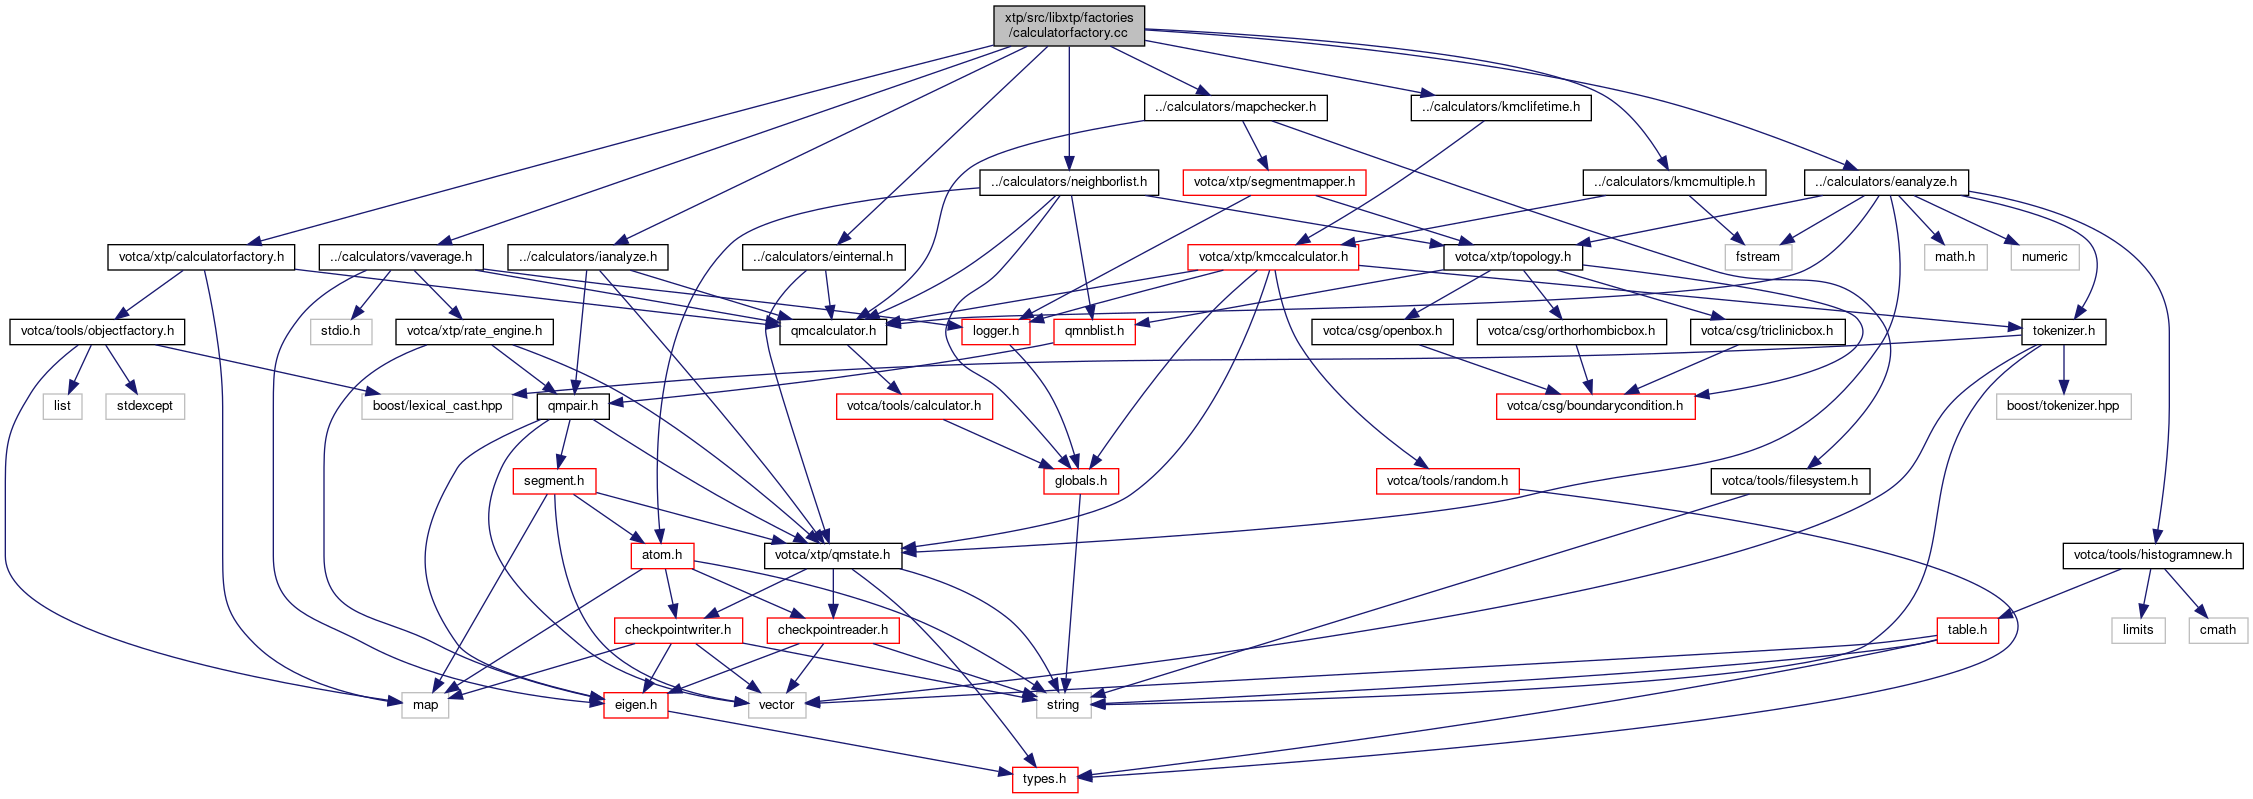 xtp/src/libxtp/factories
/calculatorfactory.cc
../calculators/mapchecker.h
../calculators/kmclifetime.h
../calculators/neighborlist.h
votca/xtp/segmentmapper.h
../calculators/kmcmultiple.h
../calculators/eanalyze.h
votca/xtp/calculatorfactory.h
../calculators/vaverage.h
../calculators/ianalyze.h
../calculators/einternal.h
votca/xtp/kmccalculator.h
votca/xtp/topology.h
fstream
math.h
numeric
votca/tools/objectfactory.h
stdio.h
votca/xtp/rate_engine.h
qmcalculator.h
logger.h
qmnblist.h
votca/csg/openbox.h
votca/csg/orthorhombicbox.h
votca/csg/triclinicbox.h
tokenizer.h
list
stdexcept
boost/lexical_cast.hpp
qmpair.h
votca/tools/calculator.h
votca/csg/boundarycondition.h
boost/tokenizer.hpp
segment.h
globals.h
votca/tools/random.h
votca/tools/filesystem.h
atom.h
votca/xtp/qmstate.h
votca/tools/histogramnew.h
checkpointwriter.h
checkpointreader.h
table.h
limits
cmath
map
eigen.h
vector
string
types.h